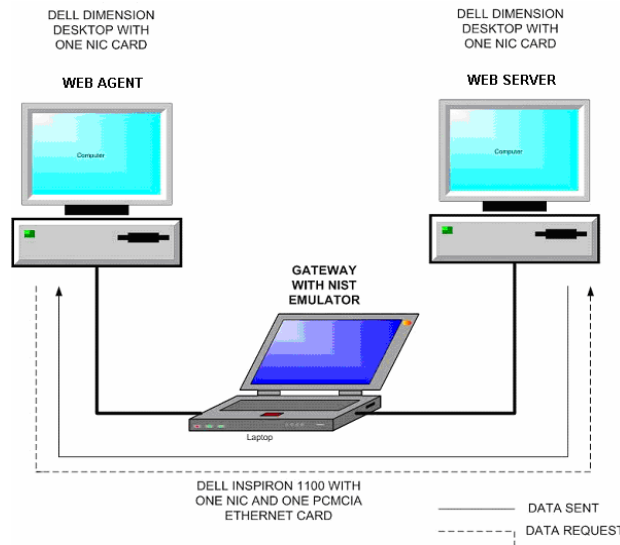 DELL DIMENSION
DESKTOP WITH
ONE NIC CARD
WEB AGENT
Computer
DELL DIMENSION
DESKTOP WITH
ONE NIC CARD
WEB SERVER
Computer
GATEWAY
WITH NIST
EMULATOR
Laptop
DELL INSPIRON 1100 WITH
ONE NIC AND ONE PCMCIA
ETHERNET CARD
DATA SENT
DATA REQUEST